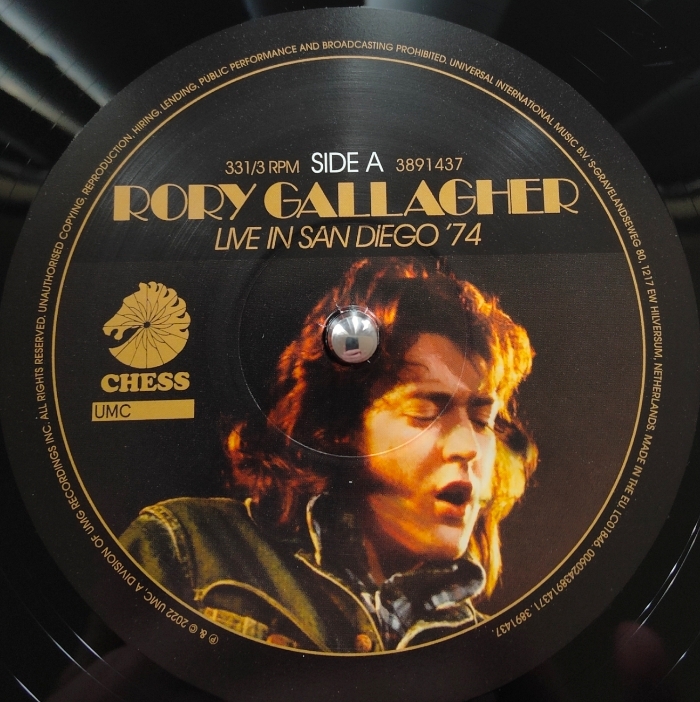 331/3 RPM SIDE A 3891437
RORY GALLAGHER
LIVE IN SAN DIEGO '74
CHESS
UMC
℗ & © 2022 UMC, A DIVISION OF UMG RECORDINGS INC. ALL RIGHTS RESERVED. UNAUTHORISED COPYING, REPRODUCTION, HIRING, LENDING, PUBLIC PERFORMANCE AND BROADCASTING PROHIBITED. UNIVERSAL INTERNATIONAL MUSIC B.V. 'S-GRAVELANDSEWEG 80, 1217 EW HILVERSUM, NETHERLANDS. MADE IN THE EU. LC01846. 00602438914371. 3891437.